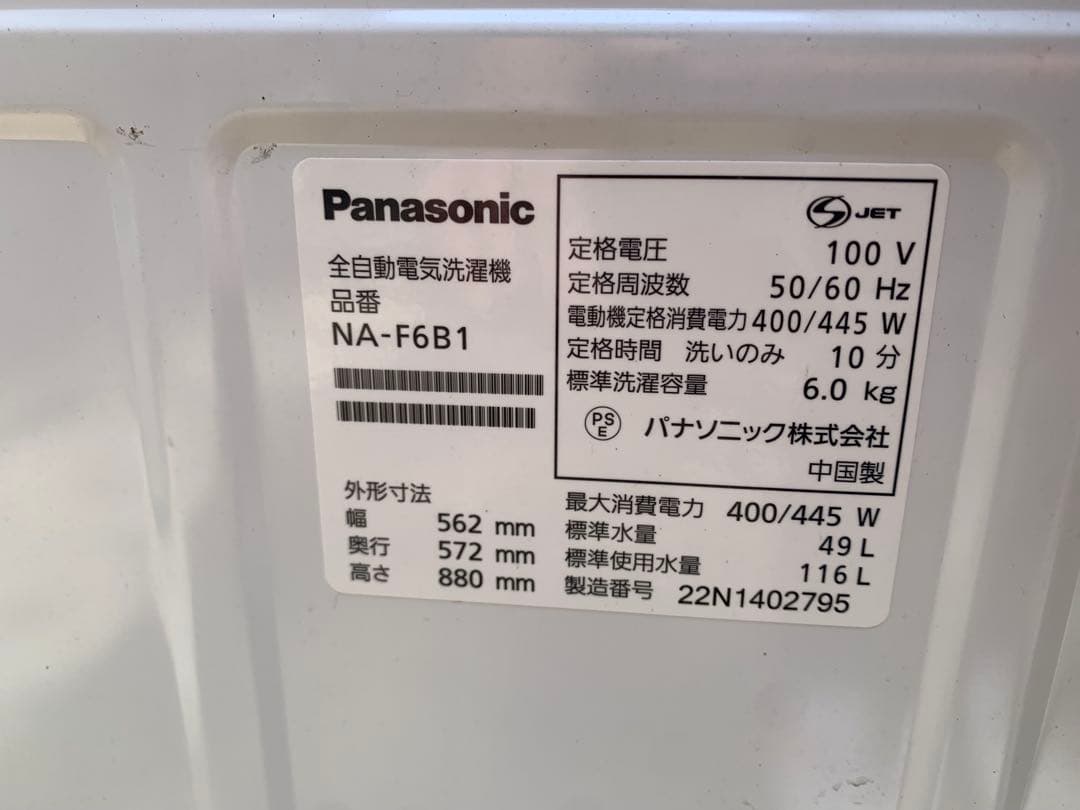 Panasonic
全自動電気洗濯機
品番
NA-F6B1
外形寸法
幅 562 mm
奥行 572 mm
高さ 880 mm
JET
定格電圧 100 V
定格周波数 50/60 Hz
電動機定格消費電力 400/445 W
定格時間 洗いのみ 10 分
標準洗濯容量 6.0 kg
PS
E パナソニック株式会社
中国製
最大消費電力 400/445 W
標準水量 49 L
標準使用水量 116 L
製造番号 22N1402795